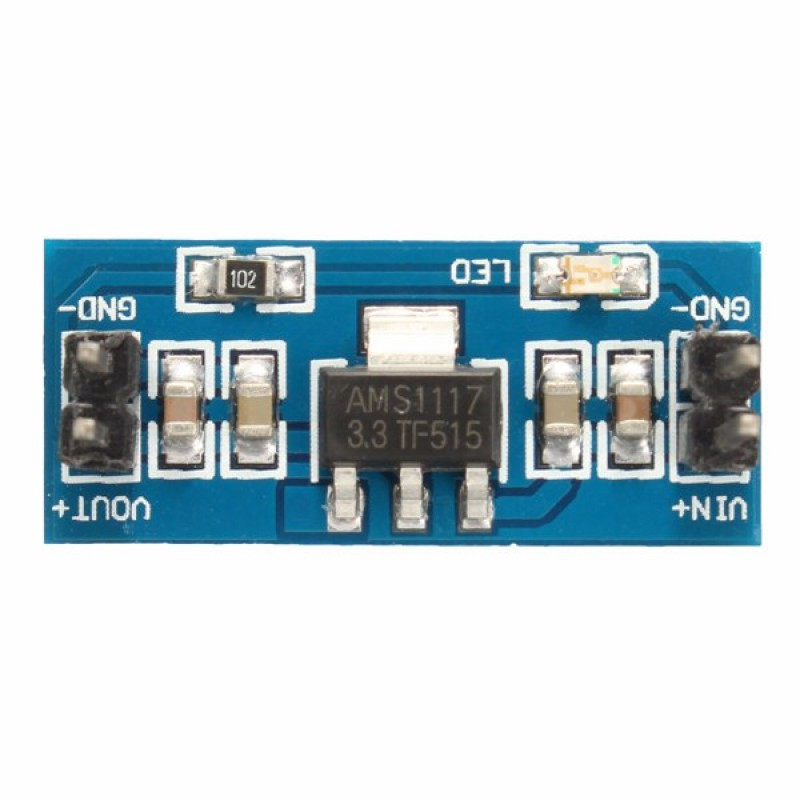 102
LED
GND-
GND-
AMS1117
3.3 TF515
VOUT+
VIN+